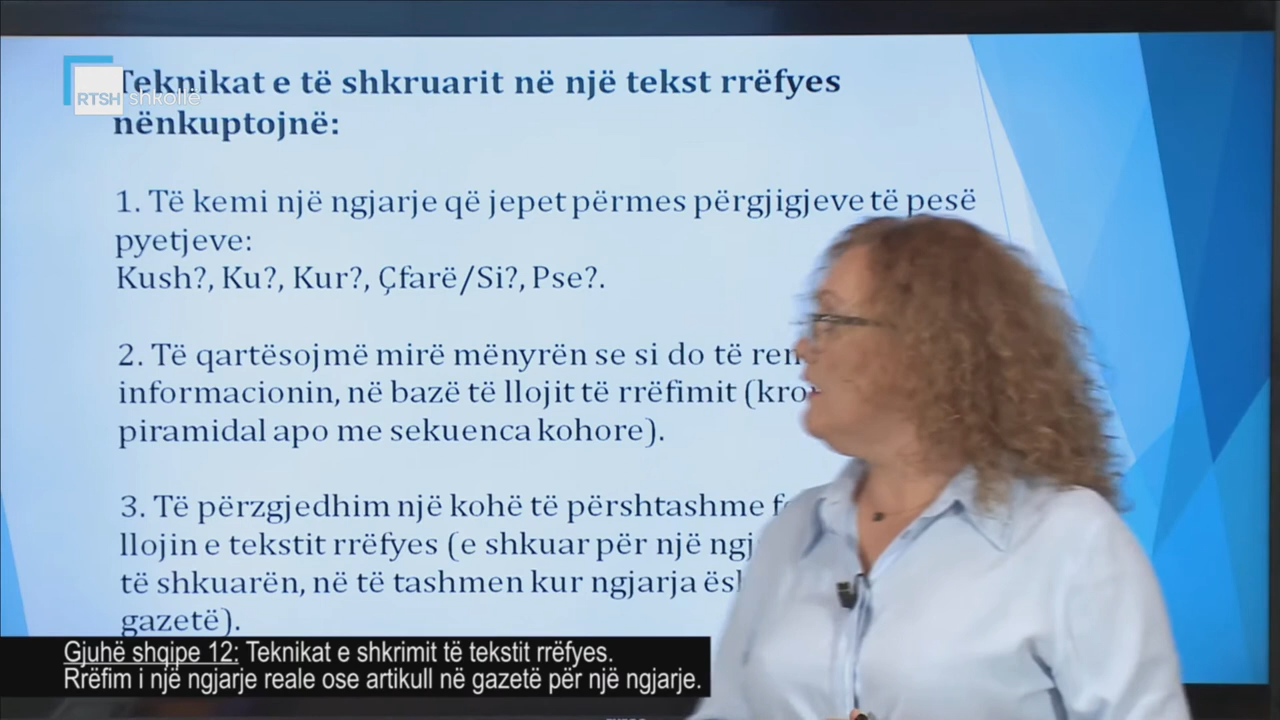 RTSH shkollë
Teknikat e të shkruarit në një tekst rrëfyes
nënkuptojnë:
1. Të kemi një ngjarje që jepet përmes përgjigjeve të pesë
pyetjeve:
Kush?, Ku?, Kur?, Çfarë/Si?, Pse?.
2. Të qartësojmë mirë mënyrën se si do të
informacionin, në bazë të llojit të rrëfimit
piramidal apo me sekuenca kohore).
3. Të përzgjedhim një kohë të përshtashme
llojin e tekstit rrëfyes (e shkuar për një
të shkuarën, në të tashmen kur ngjarja
gazetë).
Gjuhë shqipe 12: Teknikat e shkrimit të tekstit rrëfyes.
Rrëfim i një ngjarje reale ose artikull në gazetë për një ngjarje.